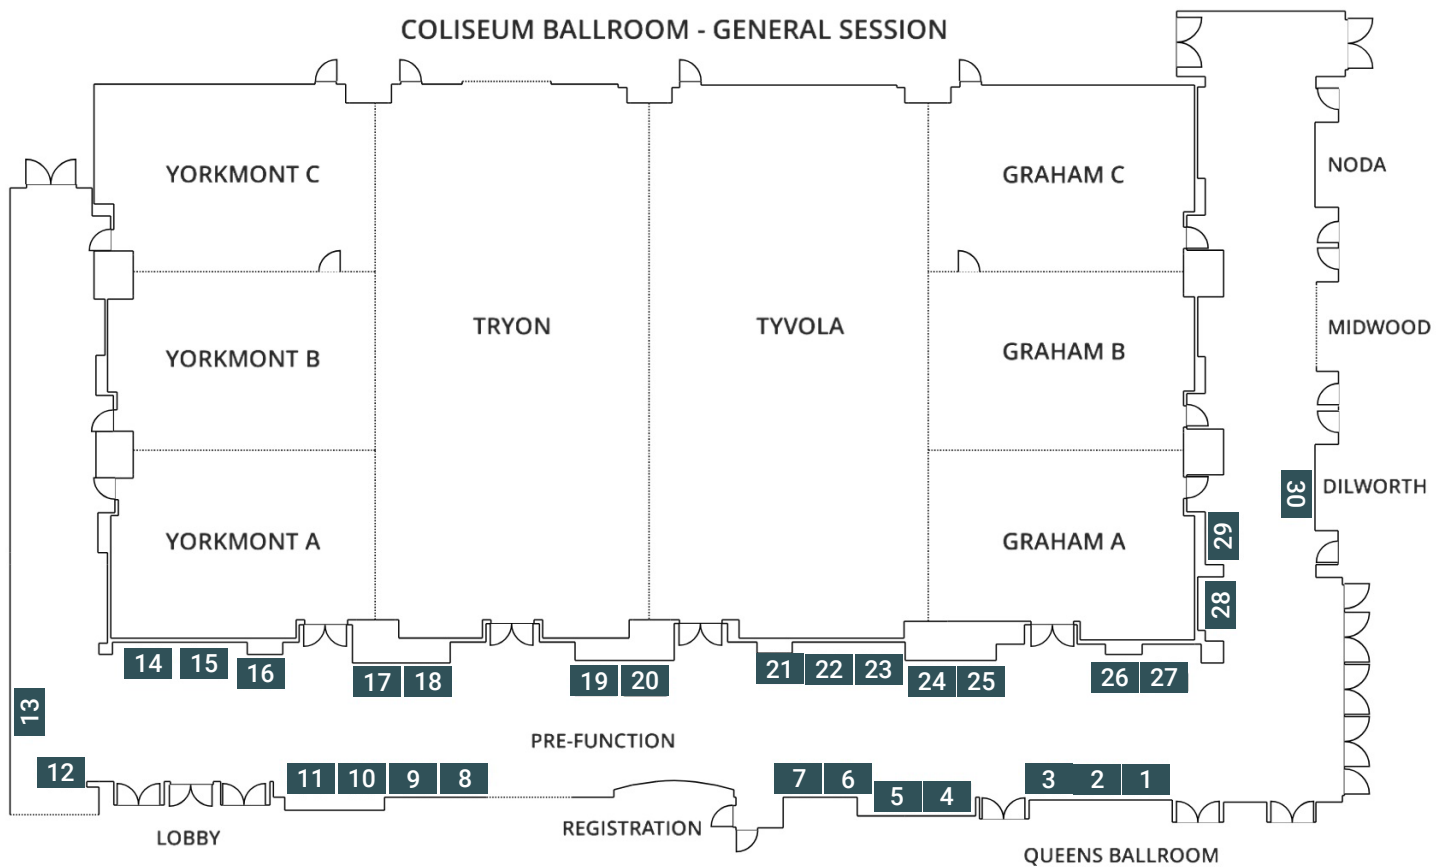 COLISEUM BALLROOM - GENERAL SESSION
YORKMONT C
GRAHAM C
NODA
TRYON
TYVOLA
MIDWOOD
YORKMONT B
GRAHAM B
30
DILWORTH
YORKMONT A
GRAHAM A
29
28
14
15
16
17
18
19
20
21
22
23
24
25
26
27
13
PRE-FUNCTION
12
11
10
9
8
7
6
5
4
3
2
1
LOBBY
REGISTRATION
QUEENS BALLROOM